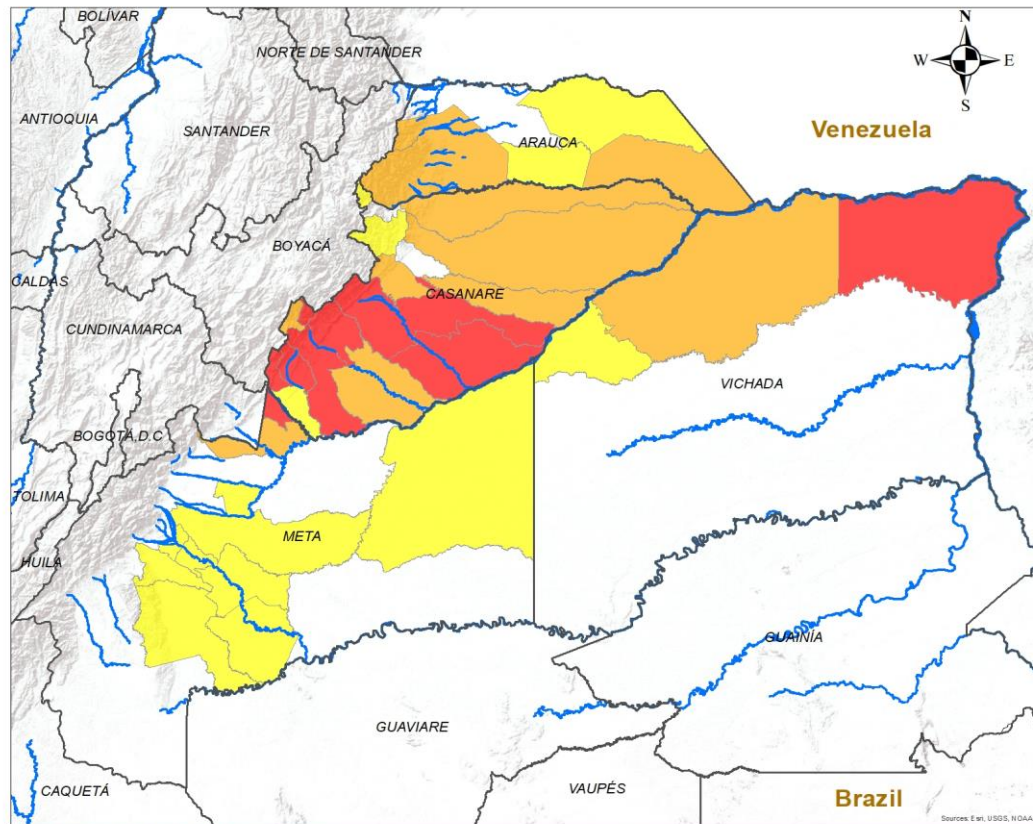 BOLÍVAR
N
NORTE DE SANTANDER
W
E
S
ANTIOQUIA
SANTANDER
ARAUCA
Venezuela
BOYACÁ
CALDAS
CASANARE
CUNDINAMARCA
VICHADA
BOGOTÁ,D.C
TOLIMA
META
HUILA
GUAINÍA
GUAVIARE
CAQUETÁ
VAUPÉS
Brazil
Sources: Esri, USGS, NOAA